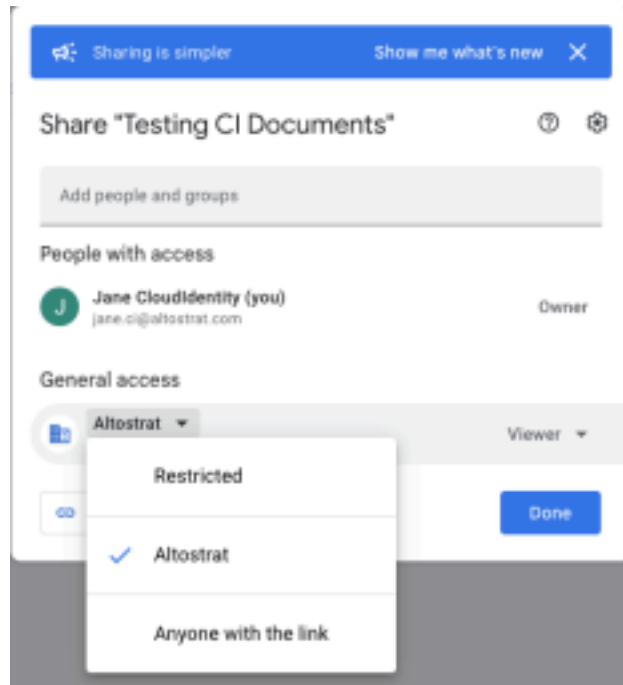 Sharing is simpler Show me what's new
Share "Testing CI Documents"
Add people and groups
People with access
J Jane CloudIdentity (you) Owner
jane.ci@altostrat.com
General access
Altostrat
Viewer
Restricted
Done
Altostrat
Anyone with the link